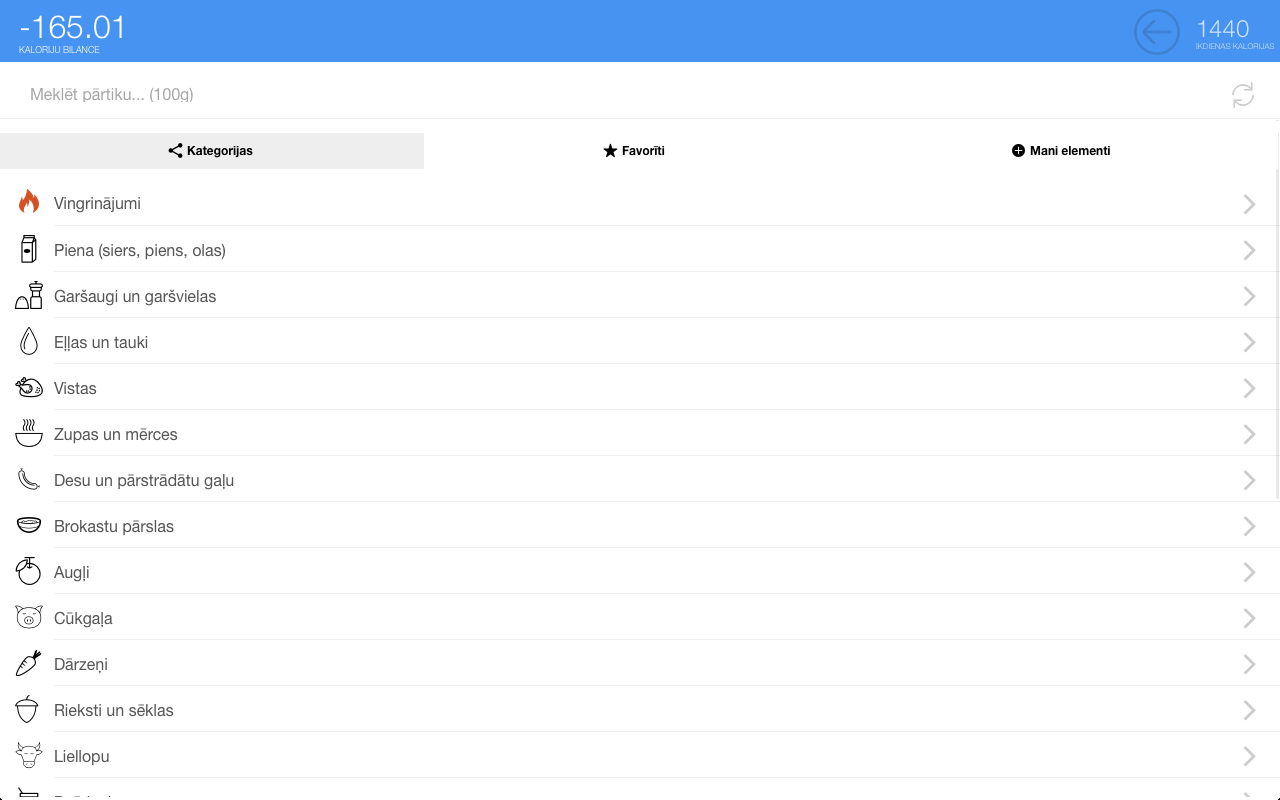 -165.01
KALORIJU BILANCE
1440
IKDIENAS KALORIJAS
Meklēt pārtiku... (100g)
Kategorijas
Favorīti
Mani elementi
Vingrinājumi
Piena (siers, piens, olas)
Garšaugi un garšvielas
Eļļas un tauki
Vistas
Zupas un mērces
Desu un pārstrādātu gaļu
Brokastu pārslas
Augļi
Cūkgaļa
Dārzeņi
Rieksti un sēklas
Liellopu